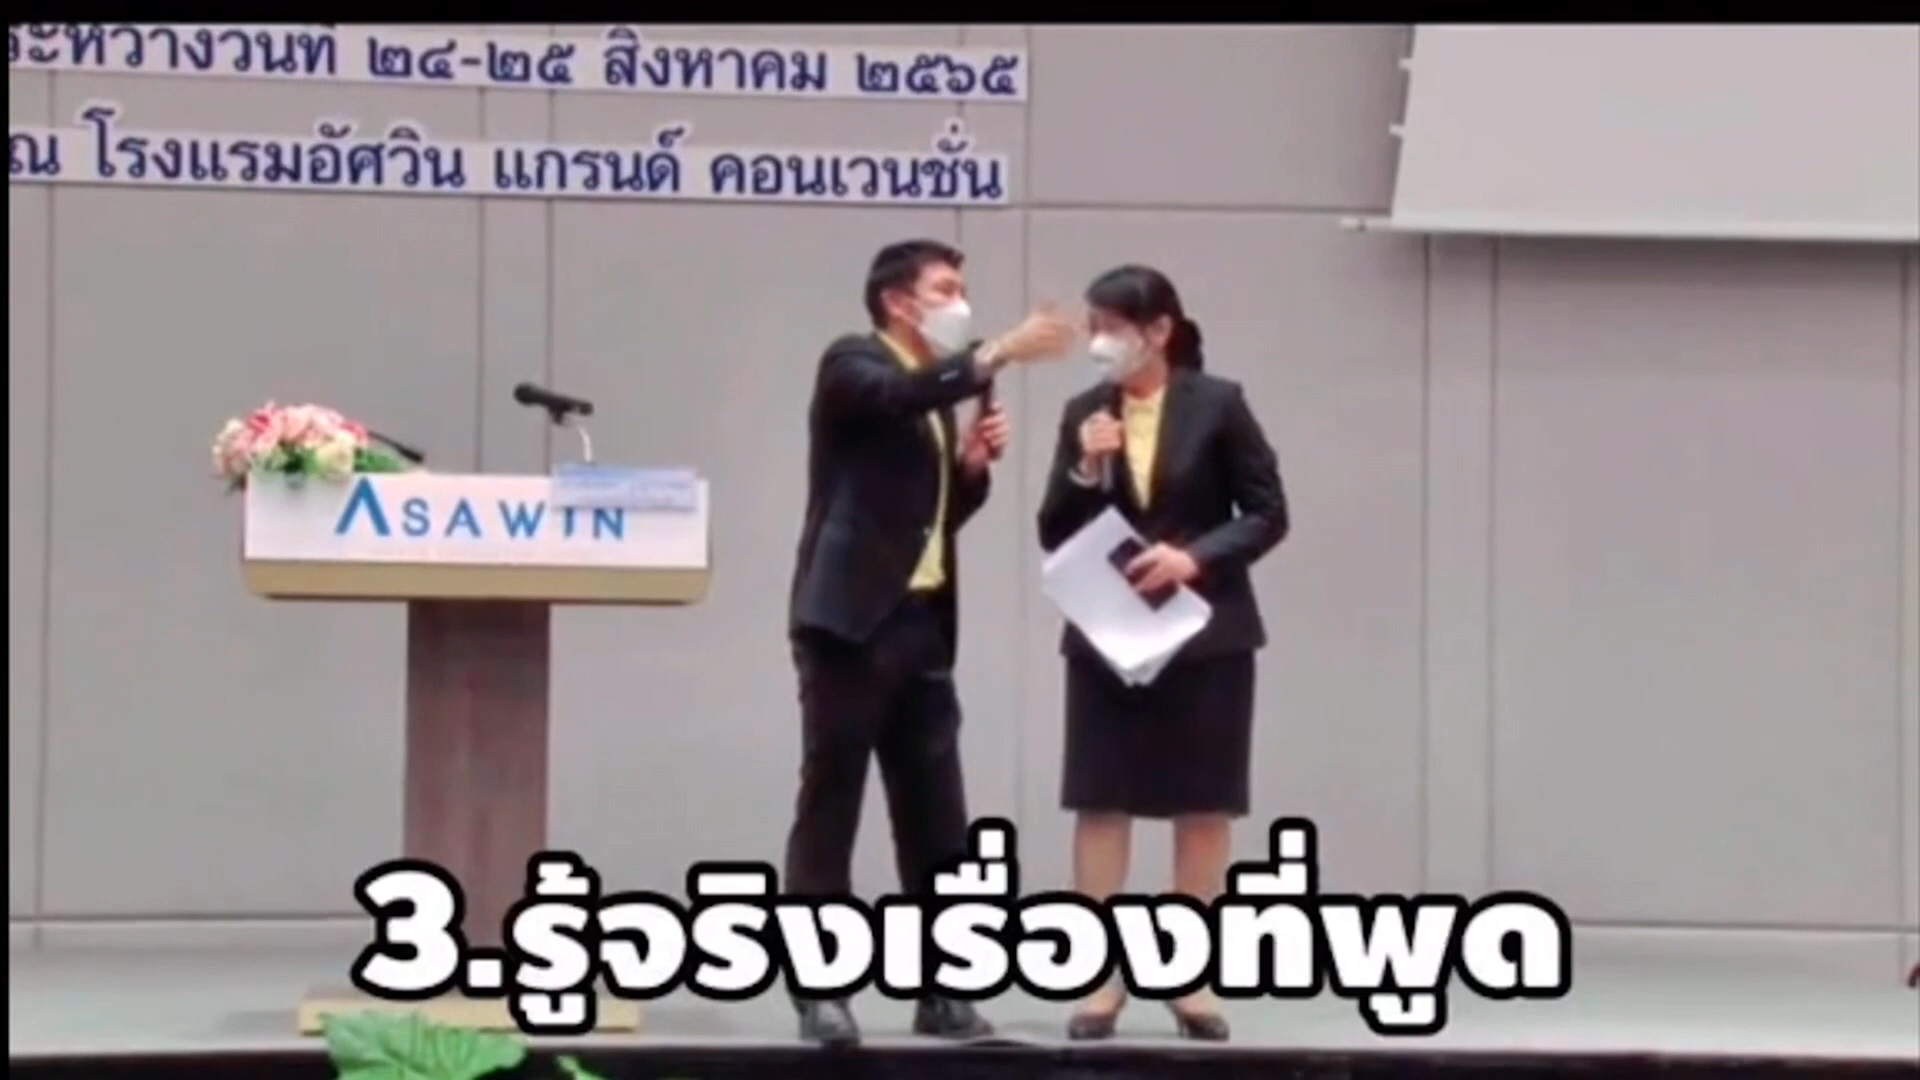 ระหว่างวันที่ ๒๔-๒๕ สิงหาคม ๒๕๖๕
ณ โรงแรมอัศวิน แกรนด์ คอนเวนชั่น
ASAWIN
3.รู้จริงเรื่องที่พูด